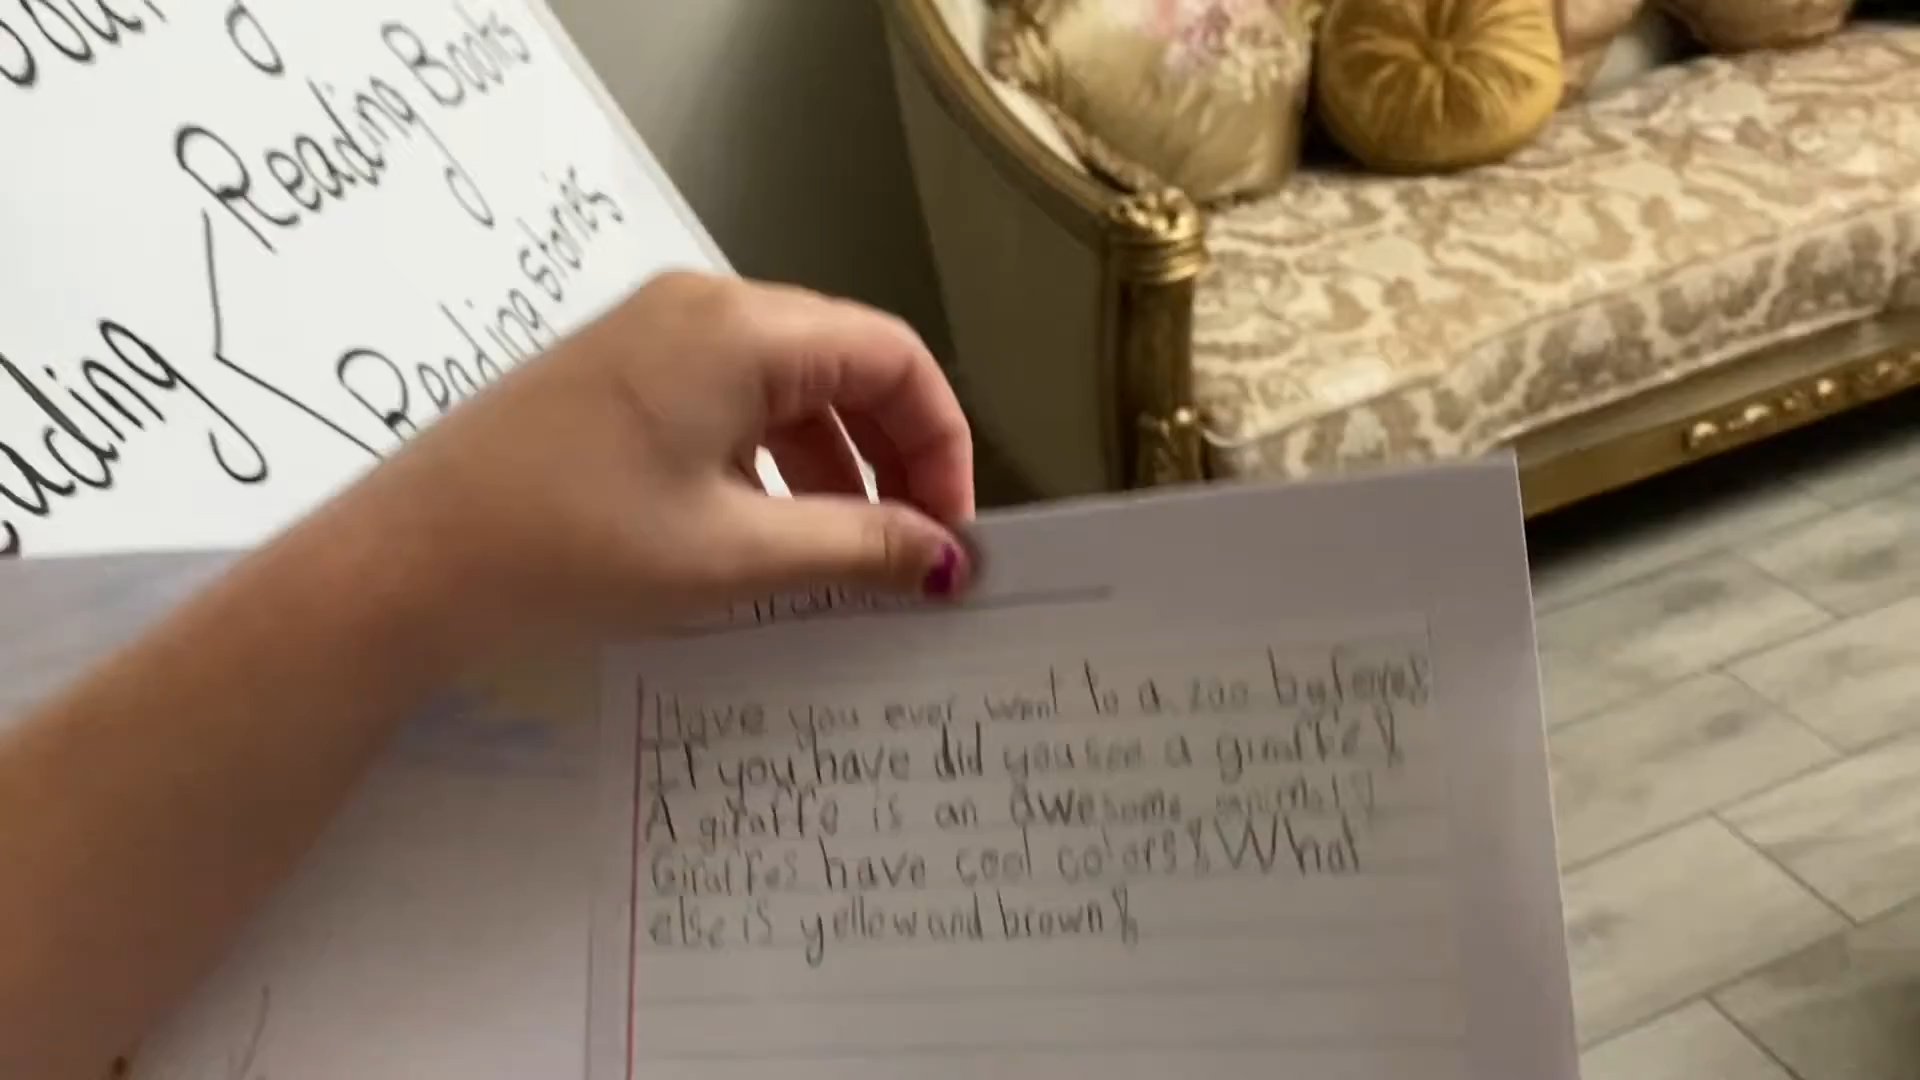 Reading Books
Reading stories
Have you ever went to a zoo before?
If you have did you see a giraffe?
A giraffe is an awesome animal?
Giraffes have cool colors? What
else is yellow and brown?